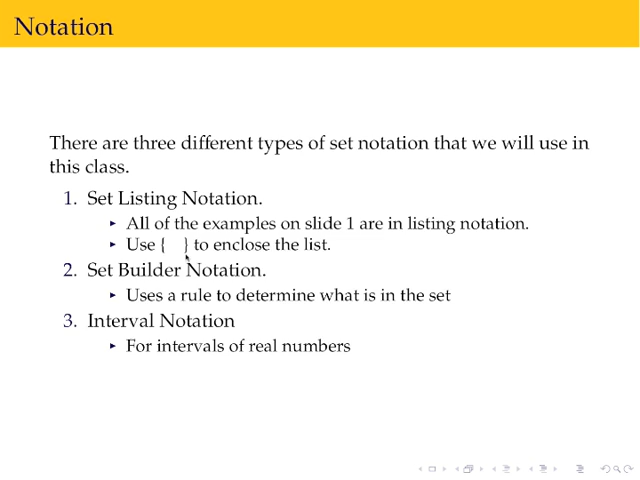 Notation
There are three different types of set notation that we will use in
this class.
1. Set Listing Notation.
▸ All of the examples on slide 1 are in listing notation.
▸ Use { } to enclose the list.
2. Set Builder Notation.
▸ Uses a rule to determine what is in the set
3. Interval Notation
▸ For intervals of real numbers